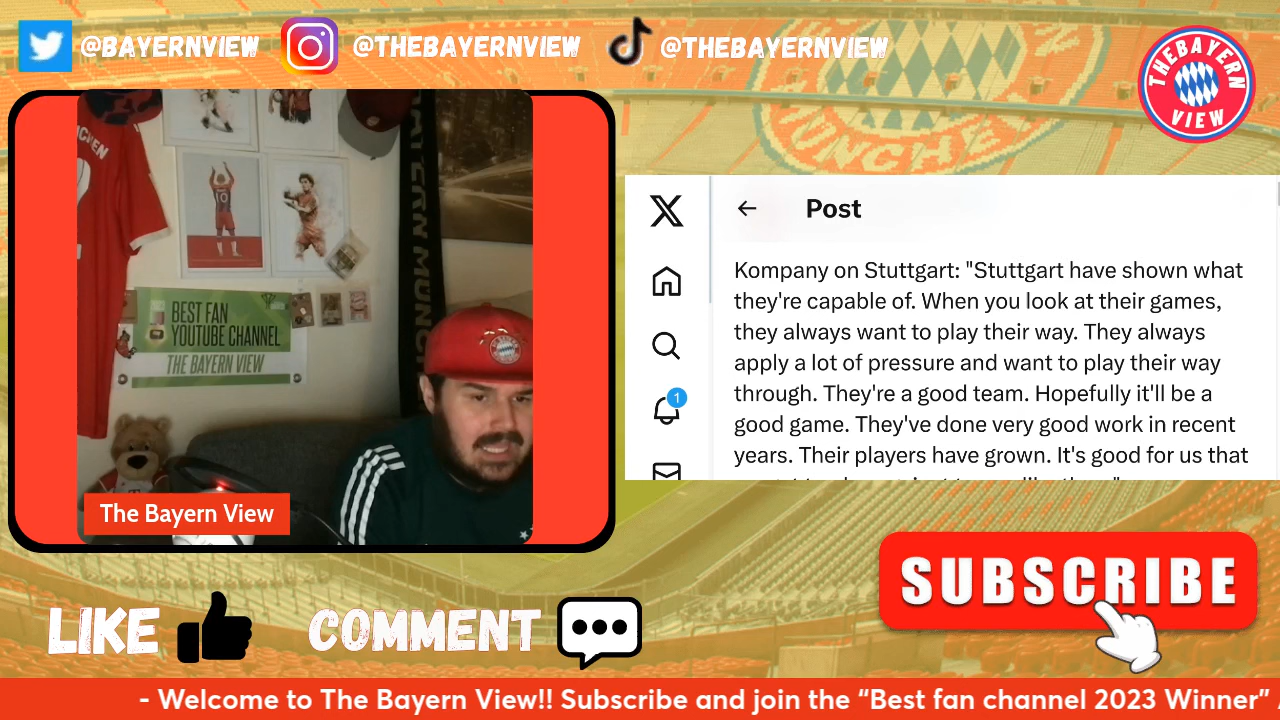 @BAYERNVIEW @THEBAYERNVIEW @THEBAYERNVIEW
THE BAYERN
VIEW
Post
Kompany on Stuttgart: "Stuttgart have shown what
they're capable of. When you look at their games,
they always want to play their way. They always
apply a lot of pressure and want to play their way
through. They're a good team. Hopefully it'll be a
good game. They've done very good work in recent
years. Their players have grown. It's good for us that
1
BEST FAN
YOUTUBE CHANNEL
THE BAYERN VIEW
10
BAYERN MUNCH
The Bayern View
SUBSCRIBE
LIKE COMMENT
- Welcome to The Bayern View!! Subscribe and join the “Best fan channel 2023 Winner”